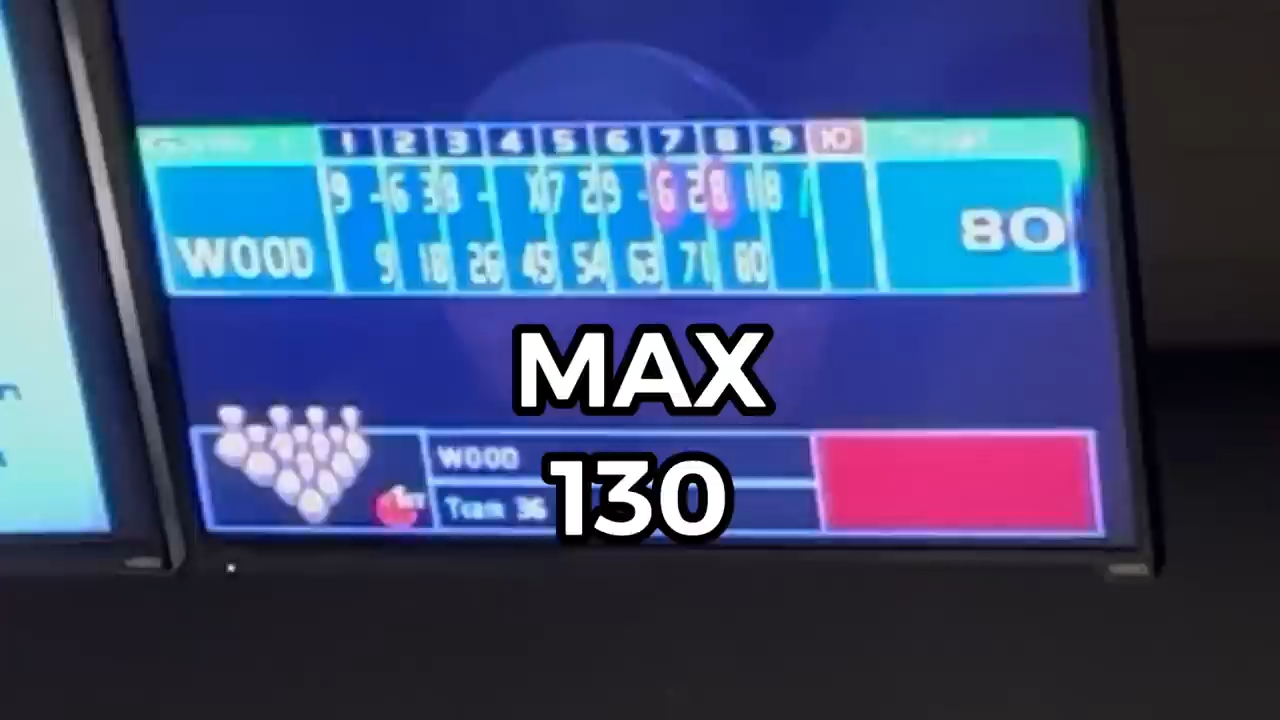 1 2 3 4 5 6 7 8 9 10
9 - 6 3 8 - X 7 2 9 - 6 2 8 1 8 /
WOOD 9 18 26 45 54 63 71 80
80
MAX
WOOD
130
Team 36